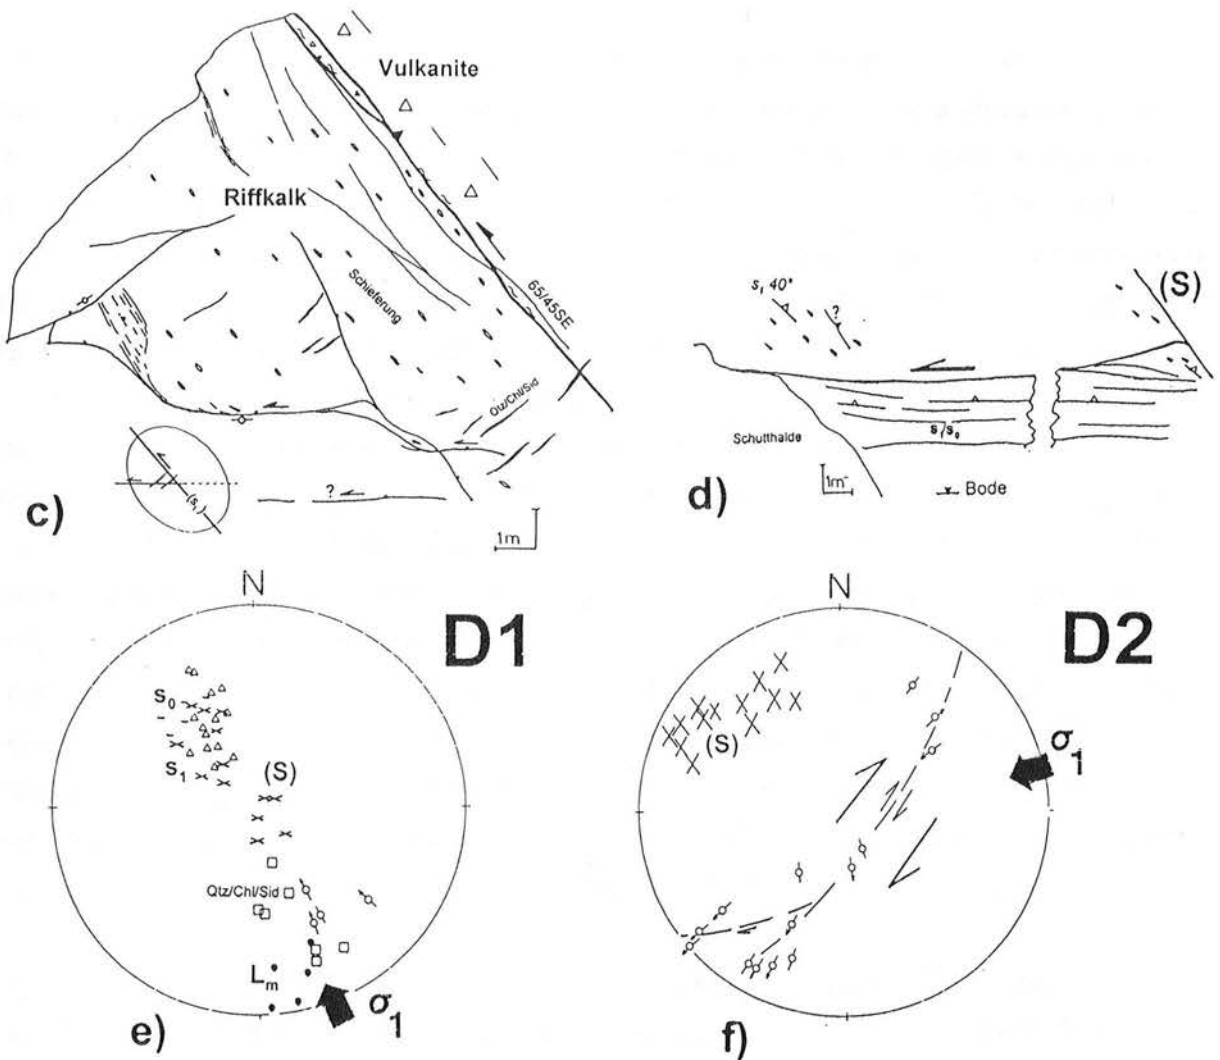 Vulkanite
Riffkalk
Schieferung
65/45SE
Qtz/Chl/Sid
(s₁)
?
1m
c)
s₁ 40°
?
(S)
s₁/s₀
Schutthalde
1m
Bode
d)
N
D1
S₀
S₁
(S)
Qtz/Chl/Sid
Lₘ
σ₁
e)
N
D2
(S)
σ₁
f)